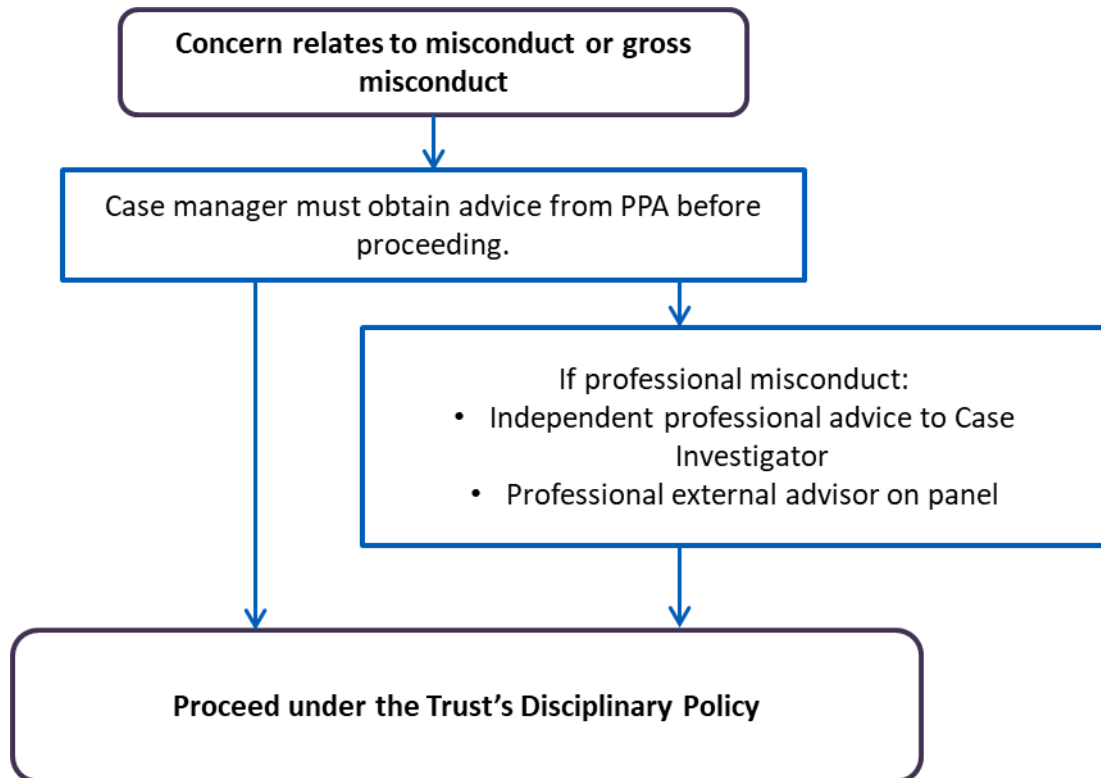 Concern relates to misconduct or gross
misconduct
Case manager must obtain advice from PPA before
proceeding.
If professional misconduct:
• Independent professional advice to Case
Investigator
• Professional external advisor on panel
Proceed under the Trust’s Disciplinary Policy